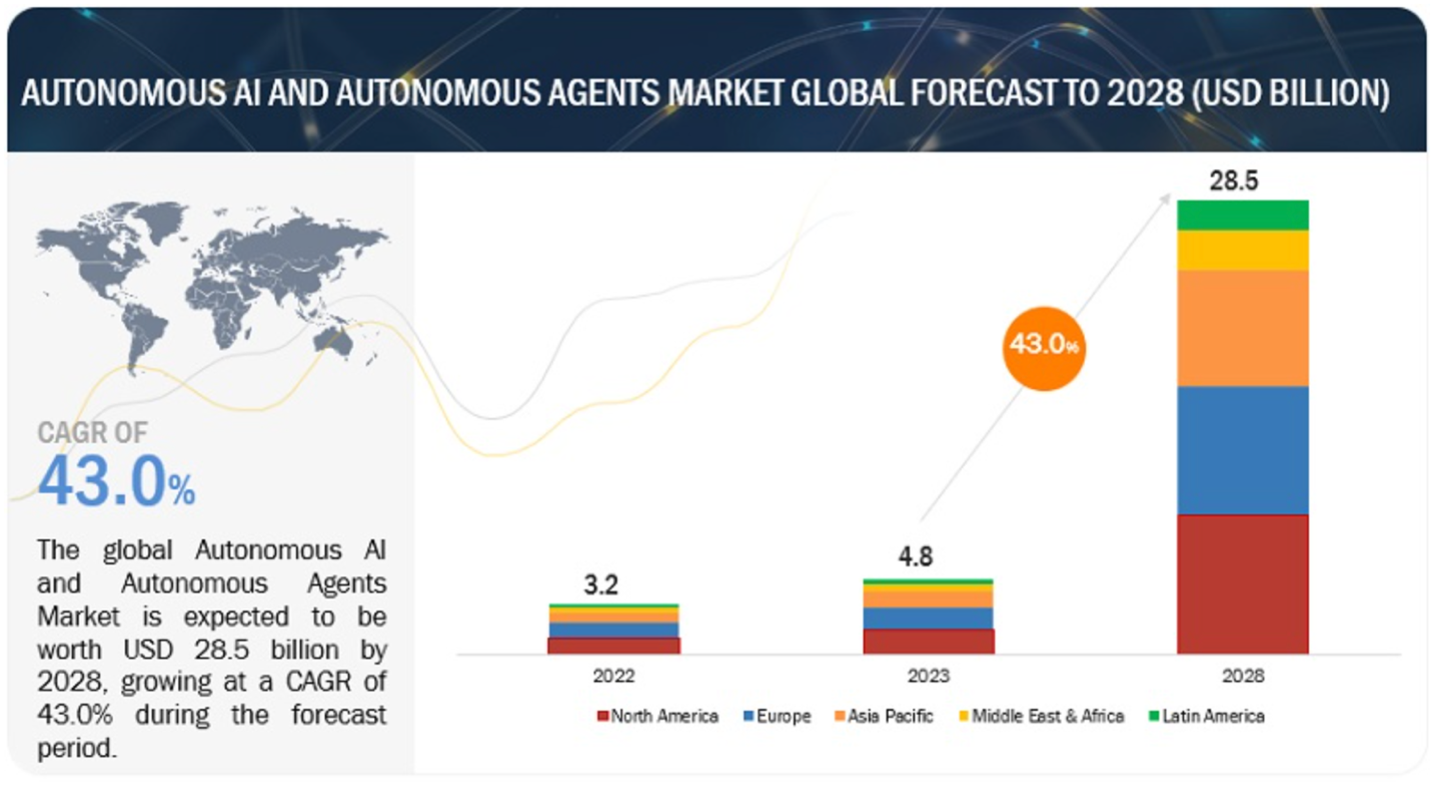 AUTONOMOUS AI AND AUTONOMOUS AGENTS MARKET GLOBAL FORECAST TO 2028 (USD BILLION)
CAGR OF
43.0%
The global Autonomous AI
and Autonomous Agents
Market is expected to be
worth USD 28.5 billion by
2028, growing at a CAGR of
43.0% during the forecast
period.
28.5
43.0%
4.8
3.2
2022
2023
2028
North America
Europe
Asia Pacific
Middle East & Africa
Latin America